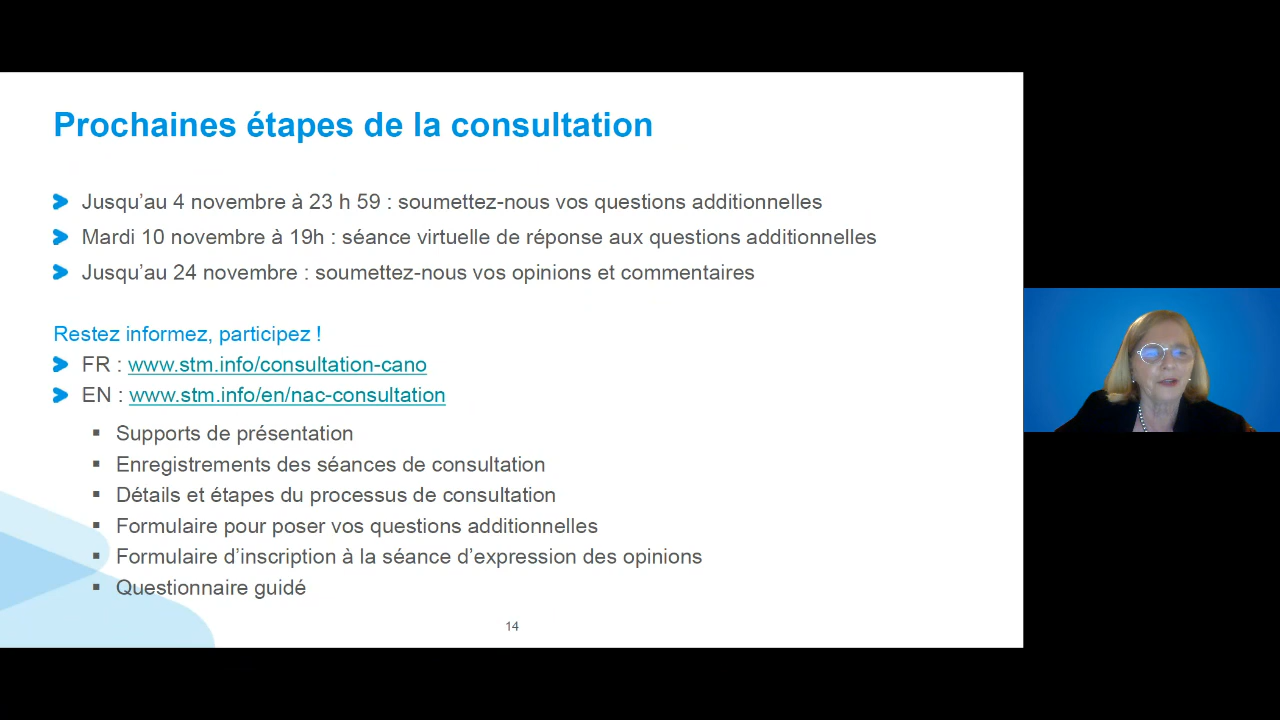 Prochaines étapes de la consultation
Jusqu'au 4 novembre à 23 h 59 : soumettez-nous vos questions additionnelles
Mardi 10 novembre à 19h : séance virtuelle de réponse aux questions additionnelles
Jusqu'au 24 novembre : soumettez-nous vos opinions et commentaires
Restez informez, participez !
FR : www.stm.info/consultation-cano
EN : www.stm.info/en/nac-consultation
Supports de présentation
Enregistrements des séances de consultation
Détails et étapes du processus de consultation
Formulaire pour poser vos questions additionnelles
Formulaire d'inscription à la séance d'expression des opinions
Questionnaire guidé
14